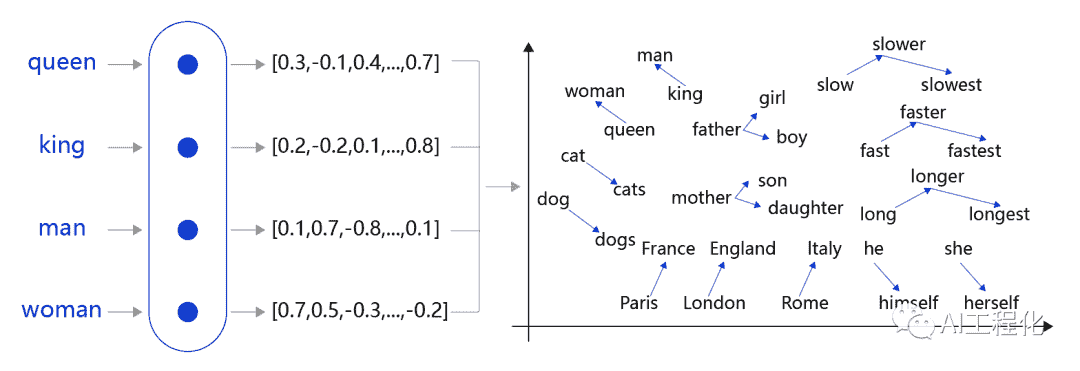 queen
[0.3,-0.1,0.4,...,0.7]
king
[0.2,-0.2,0.1,...,0.8]
man
[0.1,0.7,-0.8,...,0.1]
woman
[0.7,0.5,-0.3,...,-0.2]
man
woman
king
queen
girl
father
boy
slower
slow
slowest
faster
fast
fastest
cat
cats
dog
dogs
son
mother
daughter
longer
long
longest
France
England
Italy
he
she
Paris
London
Rome
himself
herself
AI工程化